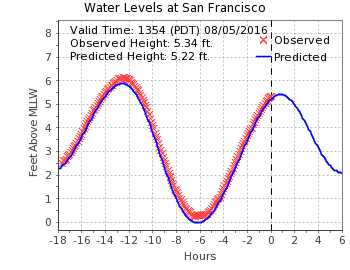 Water Levels at San Francisco
Valid Time: 1354 (PDT) 08/05/2016
Observed Height: 5.34 ft.
Predicted Height: 5.22 ft.
Observed
Predicted
Feet Above MLLW
8
7
6
5
4
3
2
1
0
-18 -16 -14 -12 -10 -8 -6 -4 -2 0 2 4 6
Hours